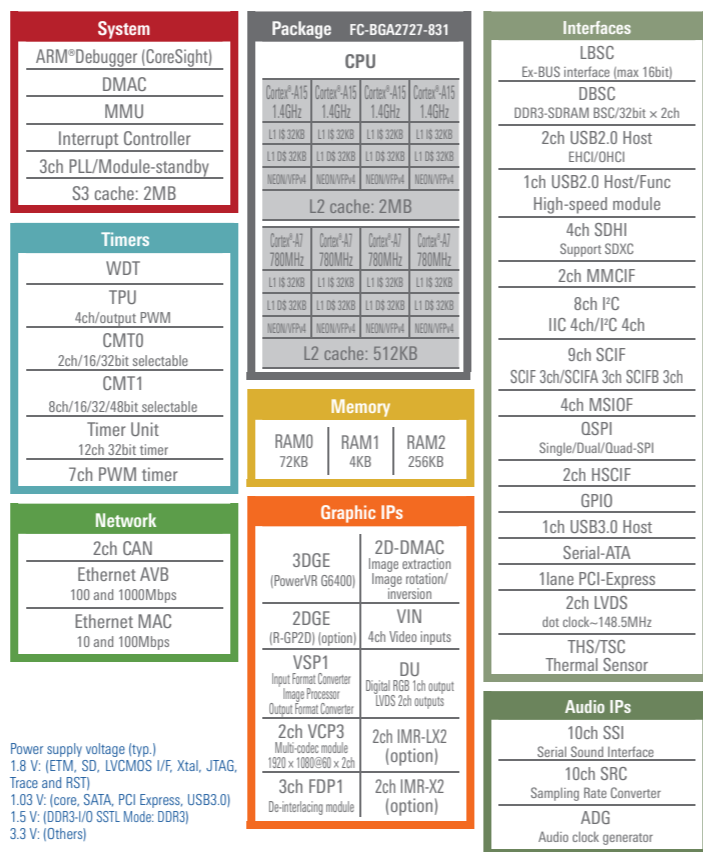 System
ARM®Debugger (CoreSight)
DMAC
MMU
Interrupt Controller
3ch PLL/Module-standby
S3 cache: 2MB
Timers
WDT
TPU
4ch/output PWM
CMT0
2ch/16/32bit selectable
CMT1
8ch/16/32/48bit selectable
Timer Unit
12ch 32bit timer
7ch PWM timer
Network
2ch CAN
Ethernet AVB
100 and 1000Mbps
Ethernet MAC
10 and 100Mbps
Power supply voltage (typ.)
1.8 V: (ETM, SD, LVCMOS I/F, Xtal, JTAG,
Trace and RST)
1.03 V: (core, SATA, PCI Express, USB3.0)
1.5 V: (DDR3-I/O SSTL Mode: DDR3)
3.3 V: (Others)
Package FC-BGA2727-831
CPU
Cortex®-A15 Cortex®-A15 Cortex®-A15 Cortex®-A15
1.4GHz 1.4GHz 1.4GHz 1.4GHz
L1 I$ 32KB L1 I$ 32KB L1 I$ 32KB L1 I$ 32KB
L1 D$ 32KB L1 D$ 32KB L1 D$ 32KB L1 D$ 32KB
NEON/VFPv4 NEON/VFPv4 NEON/VFPv4 NEON/VFPv4
L2 cache: 2MB
Cortex®-A7 Cortex®-A7 Cortex®-A7 Cortex®-A7
780MHz 780MHz 780MHz 780MHz
L1 I$ 32KB L1 I$ 32KB L1 I$ 32KB L1 I$ 32KB
L1 D$ 32KB L1 D$ 32KB L1 D$ 32KB L1 D$ 32KB
NEON/VFPv4 NEON/VFPv4 NEON/VFPv4 NEON/VFPv4
L2 cache: 512KB
Memory
RAM0 RAM1 RAM2
72KB 4KB 256KB
Graphic IPs
3DGE
(PowerVR G6400)
2D-DMAC
Image extraction
Image rotation/
inversion
2DGE
(R-GP2D) (option)
VIN
4ch Video inputs
VSP1
Input Format Converter
Image Processor
Output Format Converter
DU
Digital RGB 1ch output
LVDS 2ch outputs
2ch VCP3
Multi-codec module
1920 × 1080@60 x 2ch
2ch IMR-LX2
(option)
3ch FDP1
De-interlacing module
2ch IMR-X2
(option)
Interfaces
LBSC
Ex-BUS interface (max 16bit)
DBSC
DDR3-SDRAM BSC/32bit × 2ch
2ch USB2.0 Host
EHCI/OHCI
1ch USB2.0 Host/Func
High-speed module
4ch SDHI
Support SDXC
2ch MMCIF
8ch I²C
IIC 4ch/I²C 4ch
9ch SCIF
SCIF 3ch/SCIFA 3ch SCIFB 3ch
4ch MSIOF
QSPI
Single/Dual/Quad-SPI
2ch HSCIF
GPIO
1ch USB3.0 Host
Serial-ATA
1lane PCI-Express
2ch LVDS
dot clock~148.5MHz
THS/TSC
Thermal Sensor
Audio IPs
10ch SSI
Serial Sound Interface
10ch SRC
Sampling Rate Converter
ADG
Audio clock generator